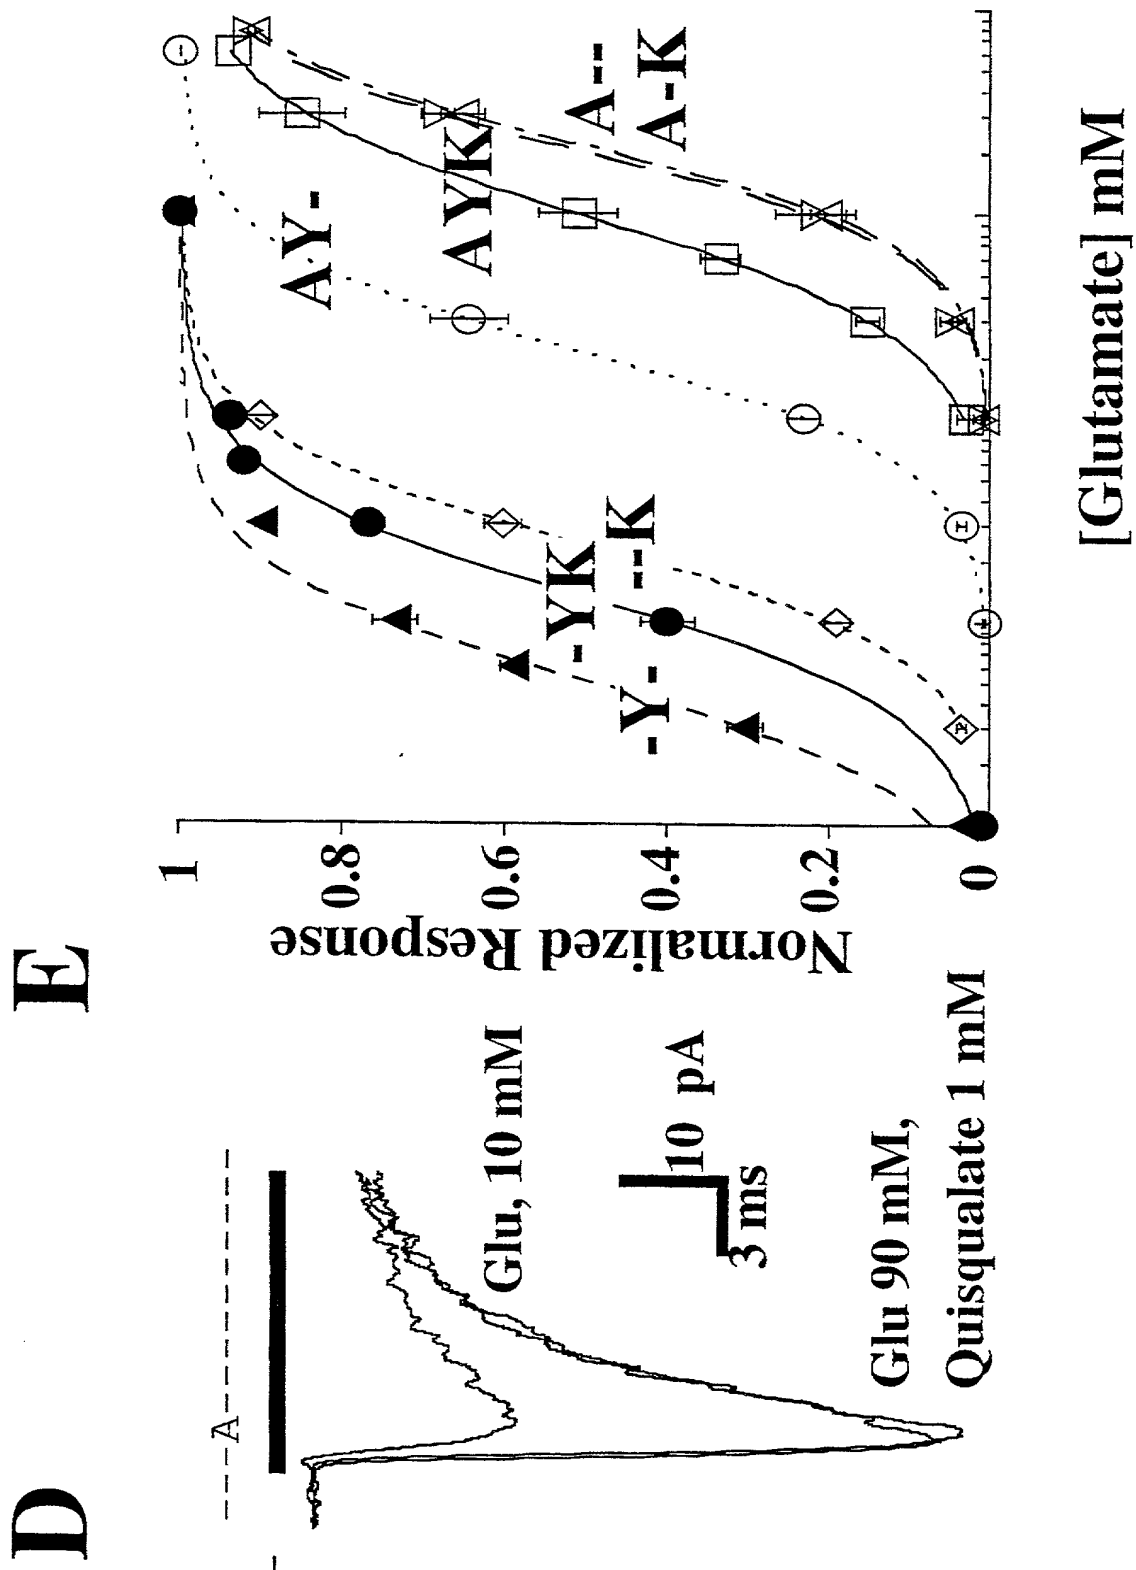 D
A
Glu, 10 mM
10 pA
3 ms
Glu 90 mM,
Quisqualate 1 mM
E
Normalized Response
1
0.8
0.6
0.4
0.2
0
AY-
AYK
A--
A-K
-YK
--K
-Y-
[Glutamate] mM